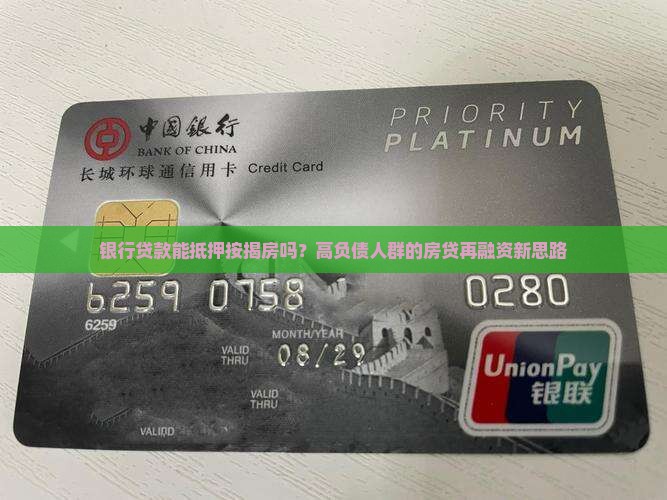 中国银行
BANK OF CHINA
长城环球通信用卡 Credit Card
PRIORITY
PLATINUM
银行贷款能抵押按揭房吗？高负债人群的房贷再融资新思路
6259 0758 0280
6259
MONTH/YEAR
VALID
THRU
08/29
VALID
THRU
UnionPay
银联